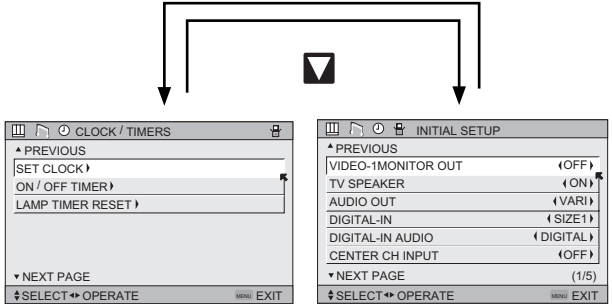 CLOCK / TIMERS
▲ PREVIOUS
SET CLOCK
ON / OFF TIMER
LAMP TIMER RESET
▼ NEXT PAGE
SELECT OPERATE MENU EXIT
INITIAL SETUP
▲ PREVIOUS
VIDEO-1MONITOR OUT (OFF)
TV SPEAKER (ON)
AUDIO OUT (VARI)
DIGITAL-IN (SIZE1)
DIGITAL-IN AUDIO (DIGITAL)
CENTER CH INPUT (OFF)
▼ NEXT PAGE (1/5)
SELECT OPERATE MENU EXIT